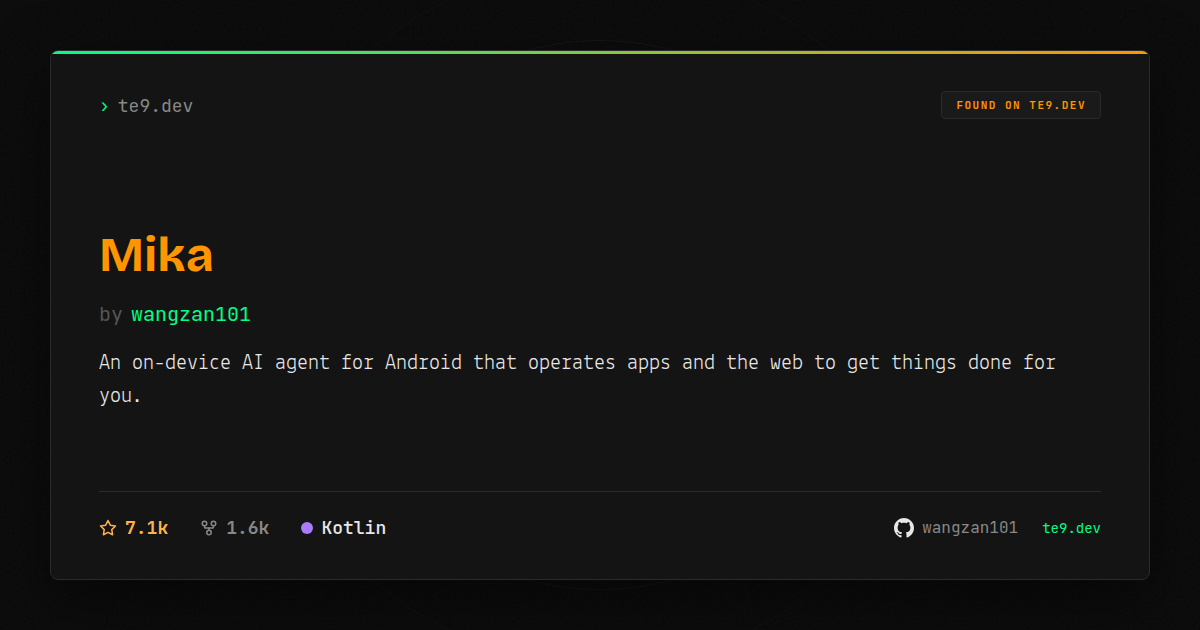 › te9.dev
FOUND ON TE9.DEV
Mika
by wangzan101
An on-device AI agent for Android that operates apps and the web to get things done for
you.
7.1k 1.6k Kotlin
wangzan101 te9.dev